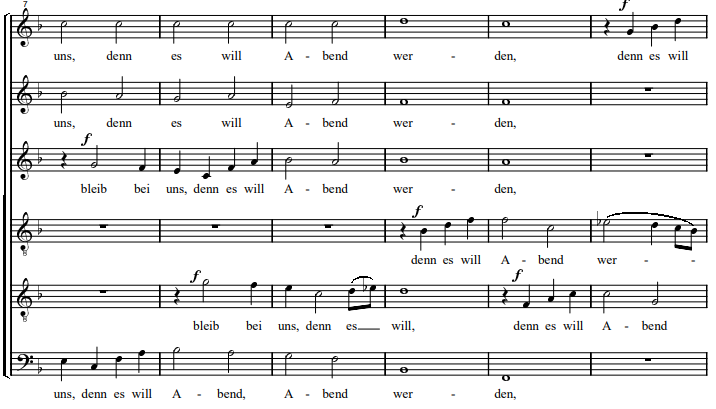 7
f
uns, denn es will A - bend wer - den, denn es will
uns, denn es will A - bend wer - den,
f
bleib bei uns, denn es will A - bend wer - den,
f
denn es will A - bend wer - -
f f
bleib bei uns, denn es will, denn es will A - bend
uns, denn es will A - bend, A - bend wer - den,